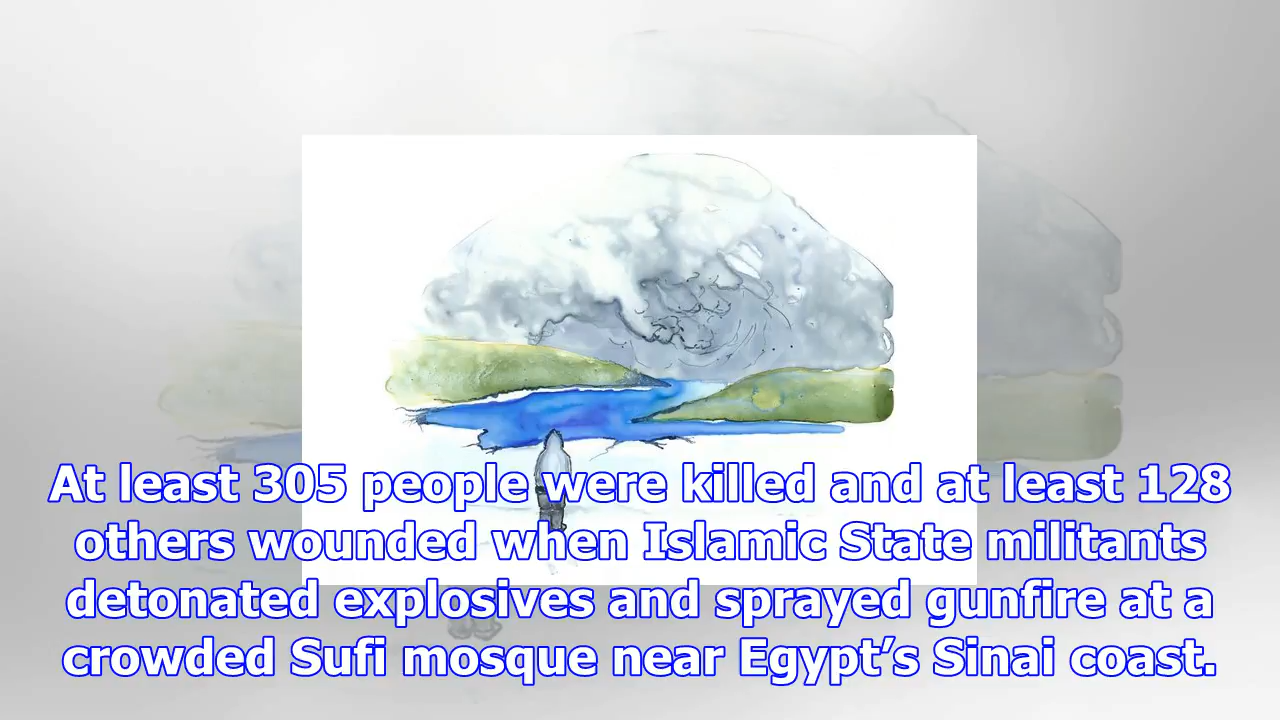 At least 305 people were killed and at least 128
others wounded when Islamic State militants
detonated explosives and sprayed gunfire at a
crowded Sufi mosque near Egypt’s Sinai coast.